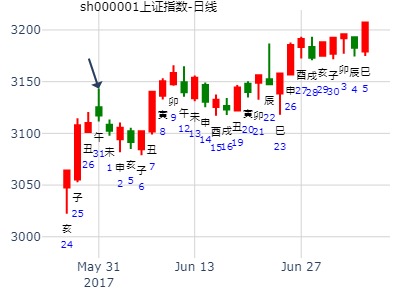 sh000001上证指数-日线
3200
3150
3100
3050
3000
亥
24
子
25
丑
26
午
31
未
1
申
2
亥
5
子
6
丑
7
寅
8
卯
9
午
12
未
13
申
14
酉
15
戌
16
丑
19
寅
20
卯
21
辰
22
巳
23
申
26
酉
27
戌
28
亥
29
子
30
卯
3
辰
4
巳
5
May 31
2017
Jun 13
Jun 27